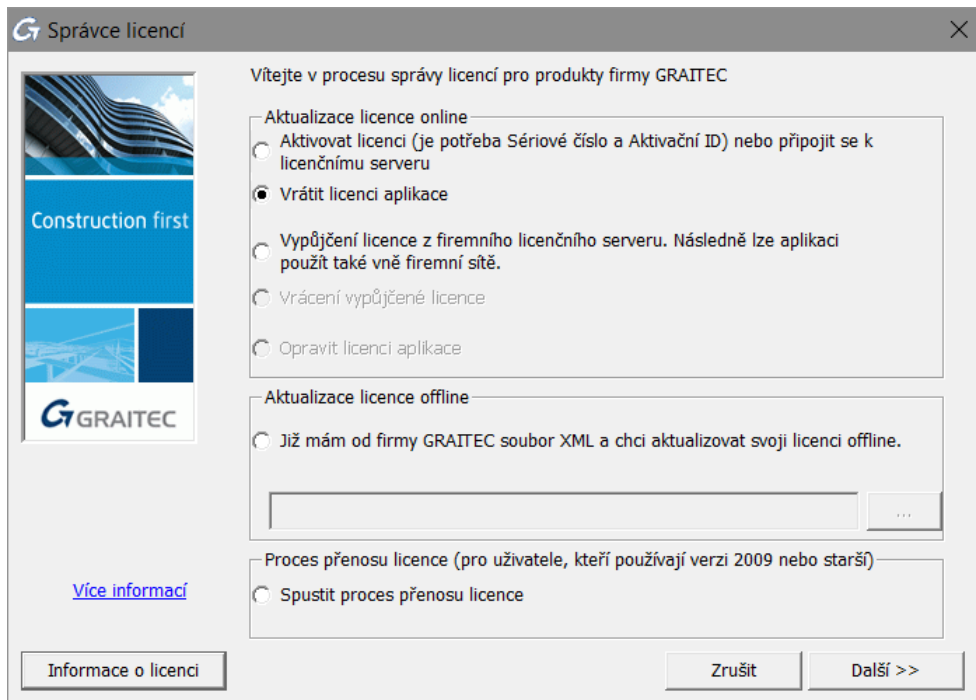 Správce licencí
Vítejte v procesu správy licencí pro produkty firmy GRAITEC
Aktualizace licence online
Aktivovat licenci (je potřeba Sériové číslo a Aktivační ID) nebo připojit se k
licenčnímu serveru
Vrátit licenci aplikace
Construction first
Vypůjčení licence z firemního licenčního serveru. Následně lze aplikaci
použít také vně firemní sítě.
Vrácení vypůjčené licence
Opravit licenci aplikace
GRAITEC
Aktualizace licence offline
Již mám od firmy GRAITEC soubor XML a chci aktualizovat svoji licenci offline.
...
Proces přenosu licence (pro uživatele, kteří používají verzi 2009 nebo starší)
Spustit proces přenosu licence
Více informací
Informace o licenci
Zrušit
Další >>